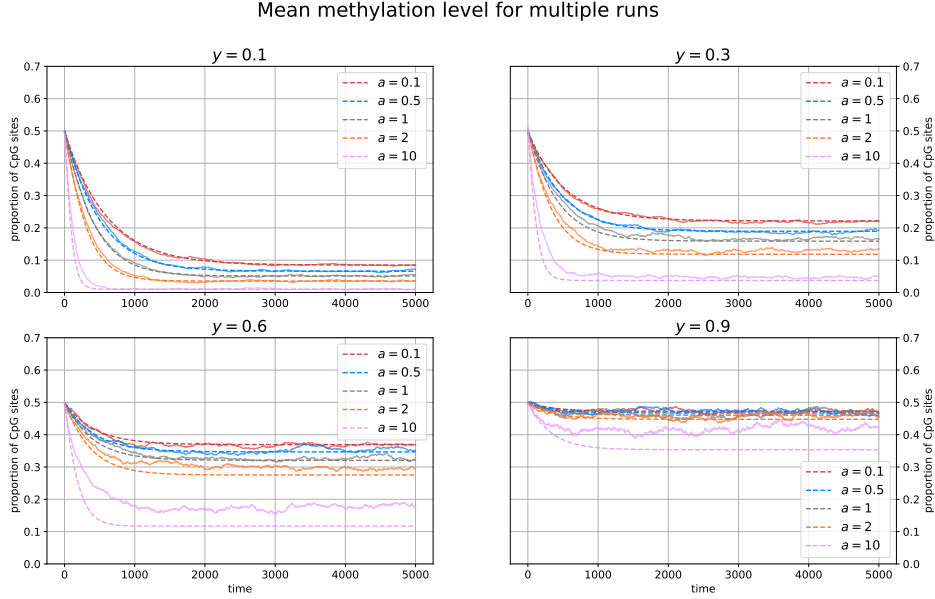 Mean methylation level for multiple runs
y = 0.1
proportion of CpG sites
0.7
0.6
0.5
0.4
0.3
0.2
0.1
0.0
0 1000 2000 3000 4000 5000
a = 0.1
a = 0.5
a = 1
a = 2
a = 10
y = 0.3
proportion of CpG sites
0.7
0.6
0.5
0.4
0.3
0.2
0.1
0.0
0 1000 2000 3000 4000 5000
a = 0.1
a = 0.5
a = 1
a = 2
a = 10
y = 0.6
proportion of CpG sites
0.7
0.6
0.5
0.4
0.3
0.2
0.1
0.0
0 1000 2000 3000 4000 5000
time
a = 0.1
a = 0.5
a = 1
a = 2
a = 10
y = 0.9
proportion of CpG sites
0.7
0.6
0.5
0.4
0.3
0.2
0.1
0.0
0 1000 2000 3000 4000 5000
time
a = 0.1
a = 0.5
a = 1
a = 2
a = 10